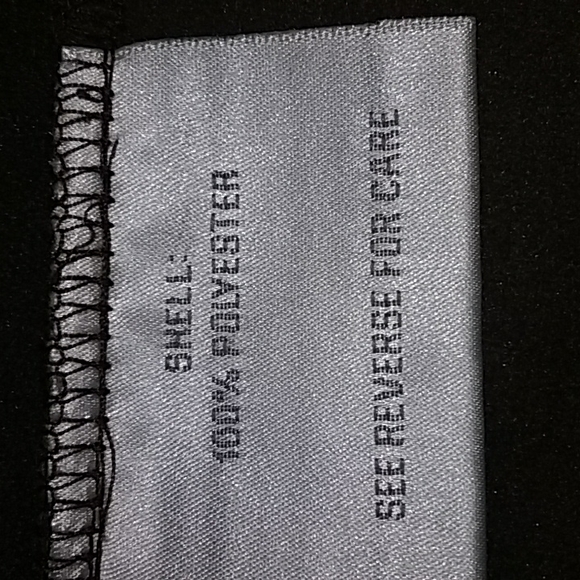 SHELL:
100% POLYESTER
SEE REVERSE FOR CARE